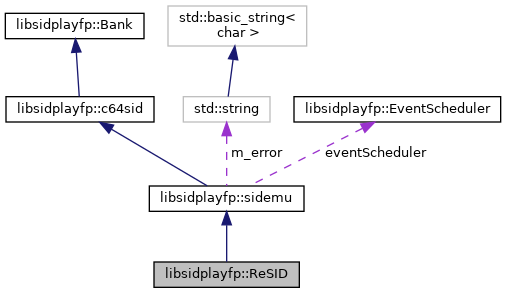 libsidplayfp::Bank
std::basic_string<
char >
libsidplayfp::c64sid
std::string
libsidplayfp::EventScheduler
m_error
eventScheduler
libsidplayfp::sidemu
libsidplayfp::ReSID